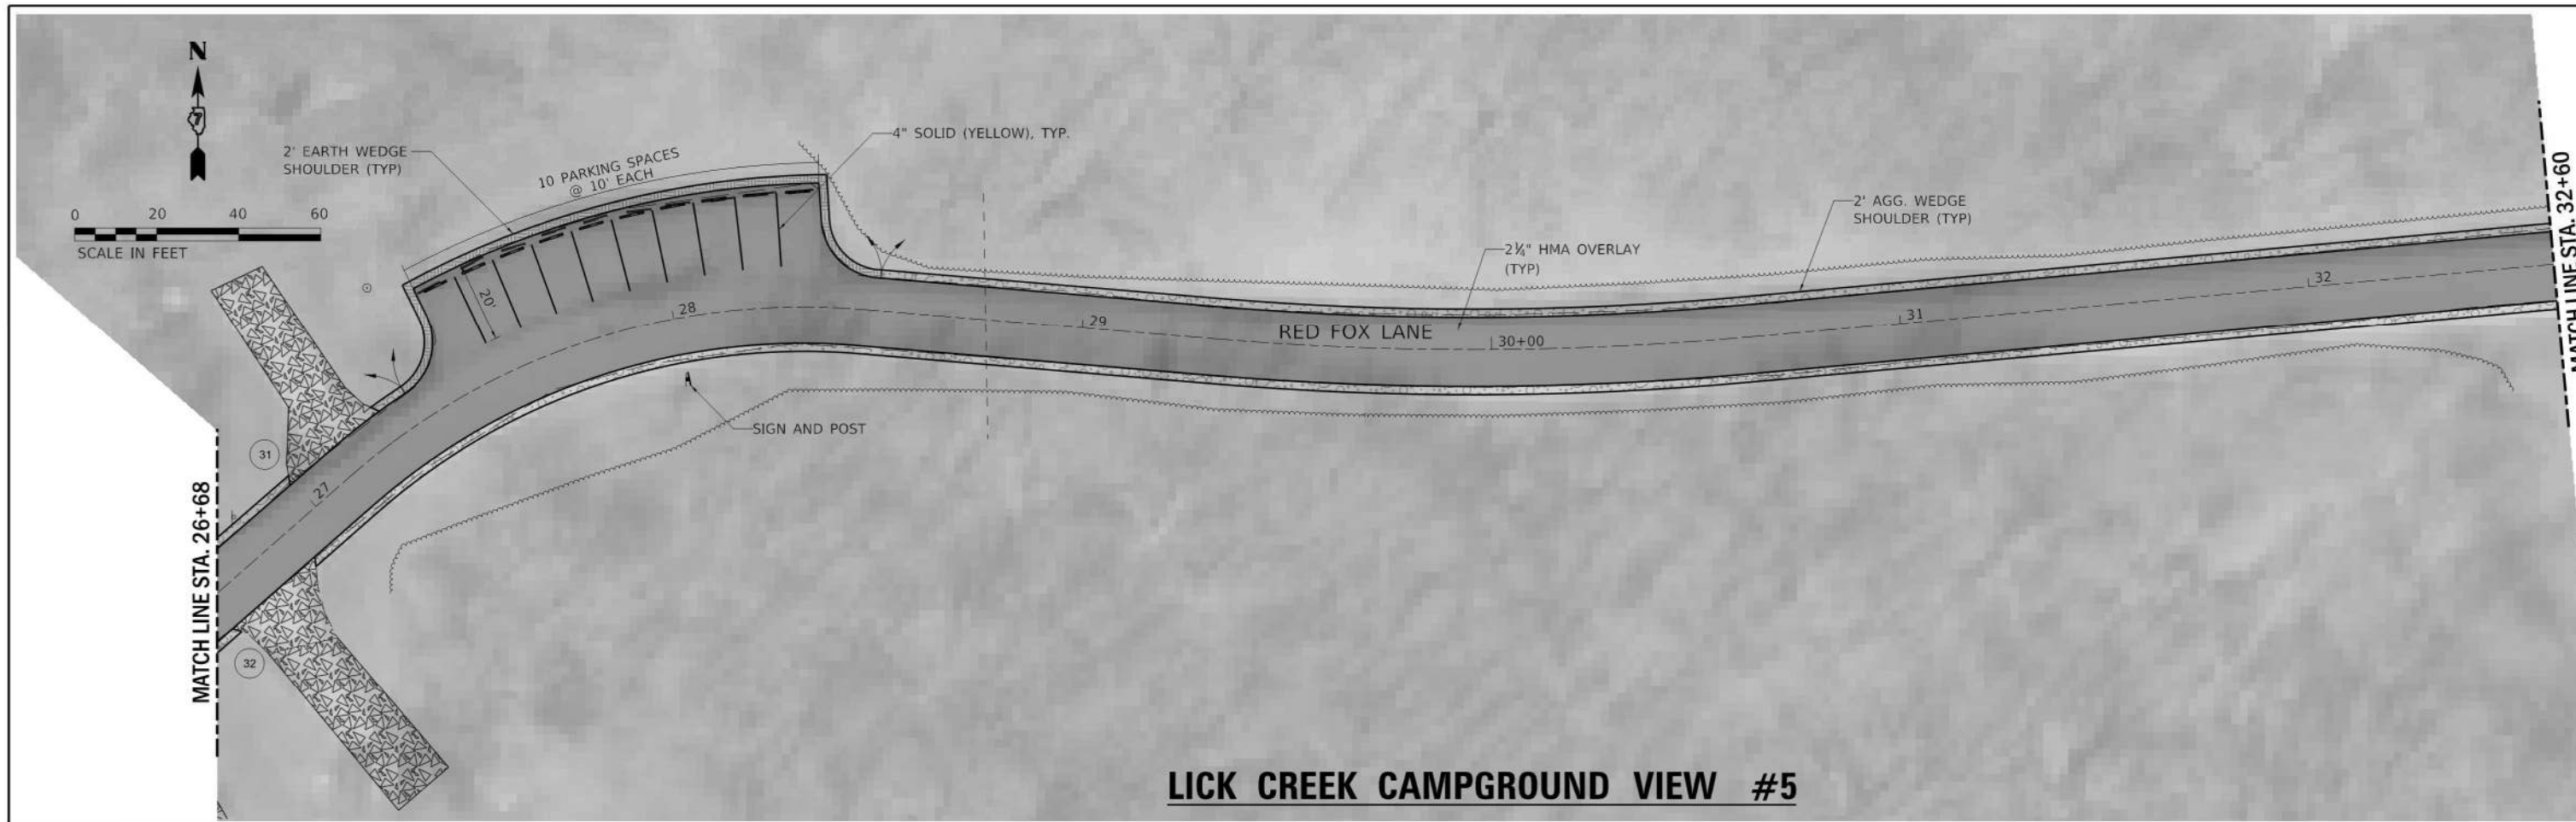 N
7
0 20 40 60
SCALE IN FEET
2' EARTH WEDGE
SHOULDER (TYP)
10 PARKING SPACES
@ 10' EACH
4" SOLID (YELLOW), TYP.
20'
2' AGG. WEDGE
SHOULDER (TYP)
2¼" HMA OVERLAY
(TYP)
RED FOX LANE
27
28
29
30+00
31
32
SIGN AND POST
31
32
MATCH LINE STA. 26+68
MATCH LINE STA. 32+60
LICK CREEK CAMPGROUND VIEW #5